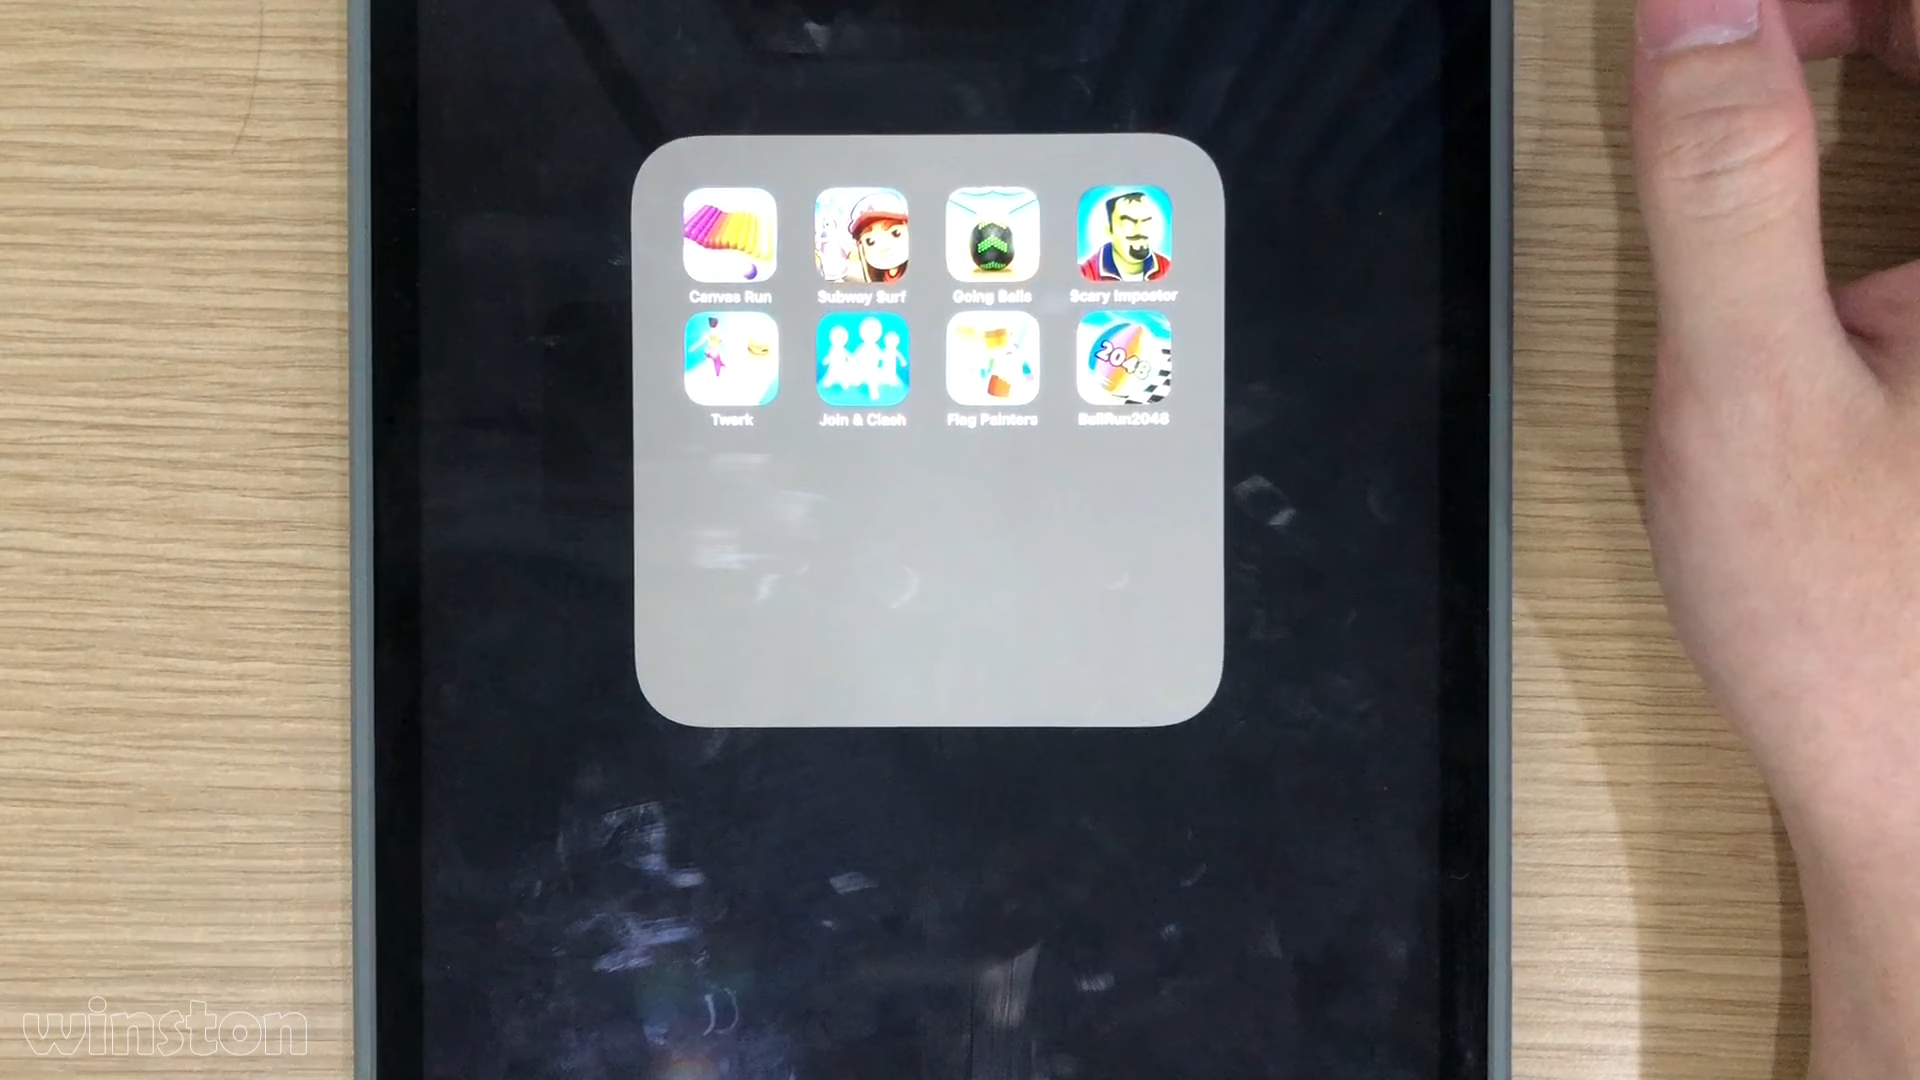 Canvas Run
Subway Surf
Going Balls
Scary Impostor
2048
Twerk
Join & Clash
Flag Painters
BallRun2048
winston